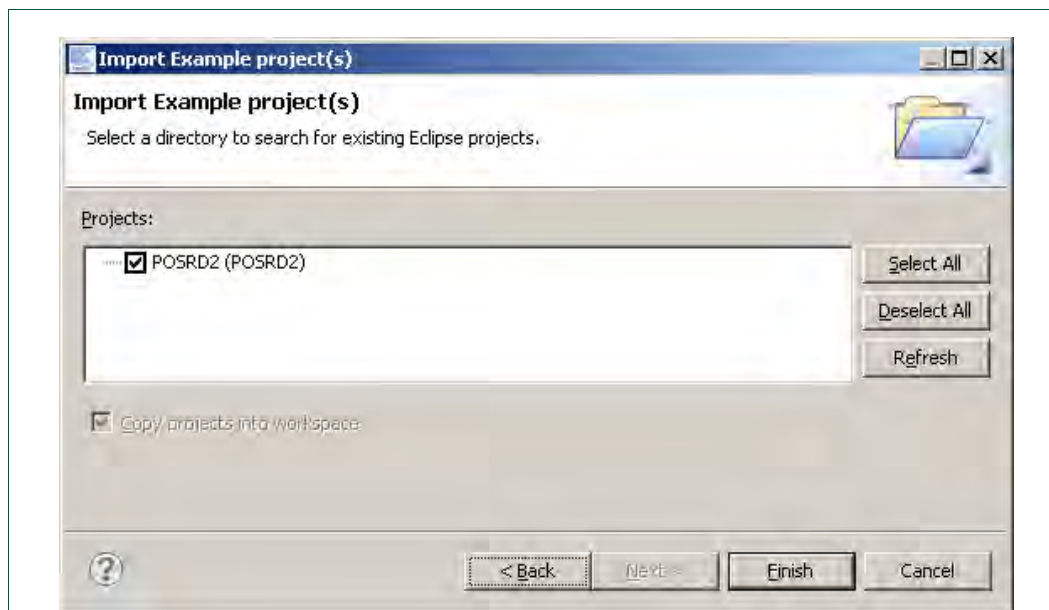 Import Example project(s)
Import Example project(s)
Select a directory to search for existing Eclipse projects.
Projects:
POSRD2 (POSRD2)
Select All
Deselect All
Refresh
Copy projects into workspace
?
< Back
Next >
Finish
Cancel